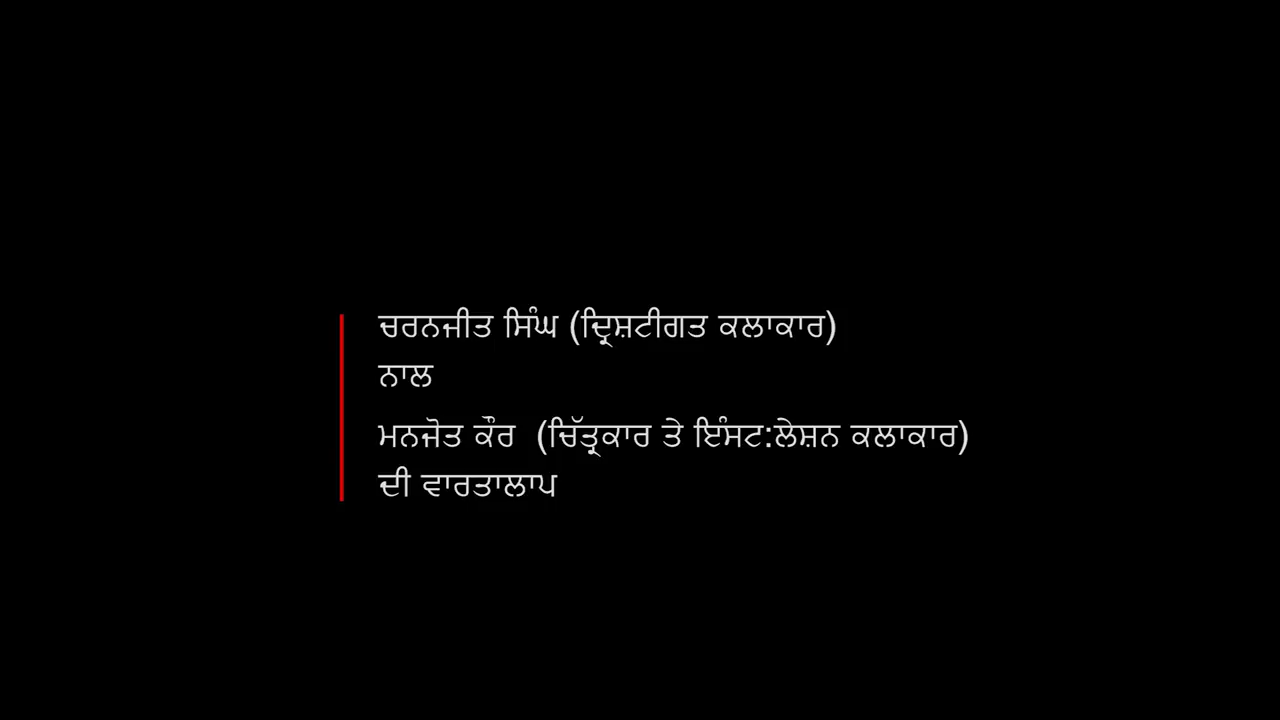 ਚਰਨਜੀਤ ਸਿੰਘ (ਦ੍ਰਿਸ਼ਟੀਗਤ ਕਲਾਕਾਰ)
ਨਾਲ
ਮਨਜੋਤ ਕੌਰ (ਚਿੱਤ੍ਰਕਾਰ ਤੇ ਇੰਸਟ:ਲੇਸ਼ਨ ਕਲਾਕਾਰ)
ਦੀ ਵਾਰਤਾਲਾਪ